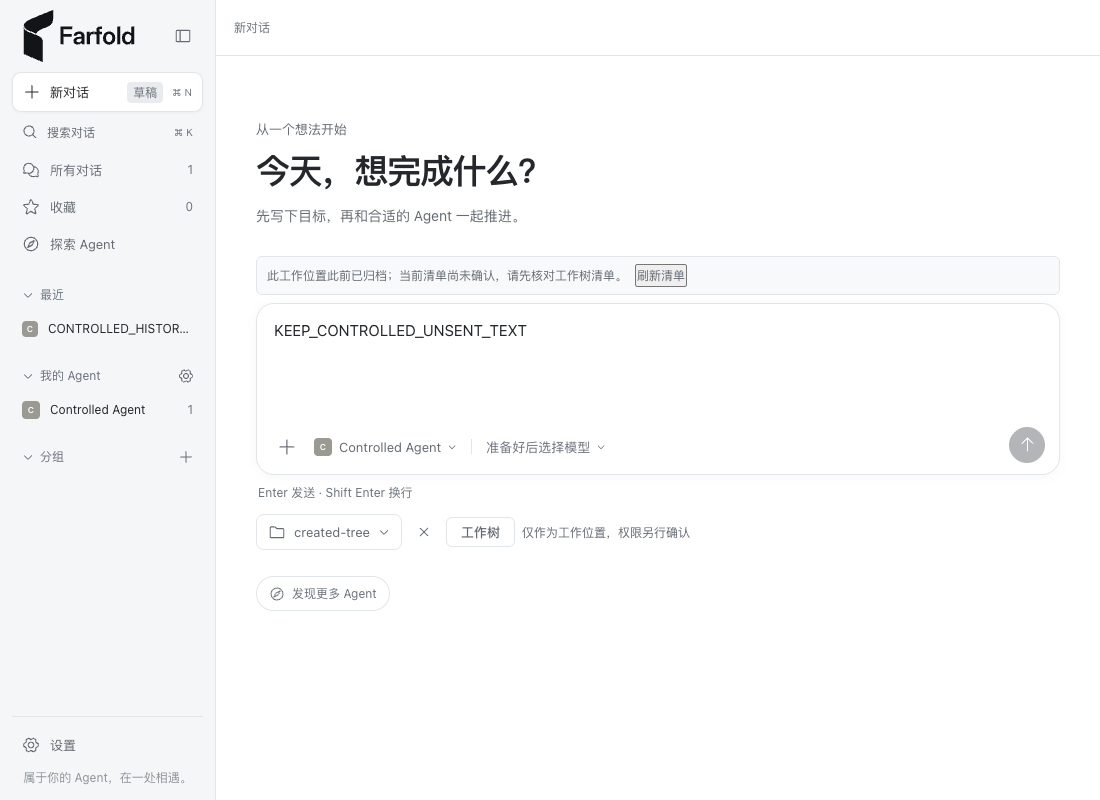 Farfold
新对话 草稿 ⌘ N
搜索对话 ⌘ K
所有对话 1
收藏 0
探索 Agent
最近
C CONTROLLED_HISTOR...
我的 Agent
C Controlled Agent 1
分组
设置
属于你的 Agent，在一处相遇。
新对话
从一个想法开始
今天，想完成什么?
先写下目标，再和合适的 Agent 一起推进。
此工作位置此前已归档；当前清单尚未确认，请先核对工作树清单。 刷新清单
KEEP_CONTROLLED_UNSENT_TEXT
C Controlled Agent 准备好后选择模型
Enter 发送 · Shift Enter 换行
created-tree 工作树 仅作为工作位置，权限另行确认
发现更多 Agent